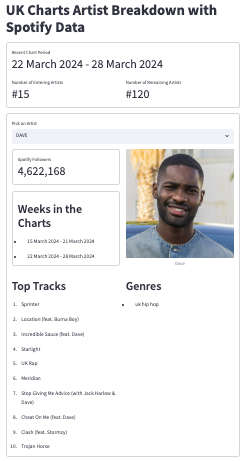 UK Charts Artist Breakdown with
Spotify Data
Recent Chart Period
22 March 2024 - 28 March 2024
Number of Entering Artists
Number of Remaining Artists
#15
#120
Pick an Artist
DAVE
Spotify Followers
4,622,168
Weeks in the
Charts
15 March 2024 - 21 March 2024
22 March 2024 - 28 March 2024
Dave
Top Tracks
1. Sprinter
2. Location (feat. Burna Boy)
3. Incredible Sauce (feat. Dave)
4. Starlight
5. UK Rap
6. Meridian
7. Stop Giving Me Advice (with Jack Harlow &
Dave)
8. Cheat On Me (feat. Dave)
9. Clash (feat. Stormzy)
10. Trojan Horse
Genres
uk hip hop